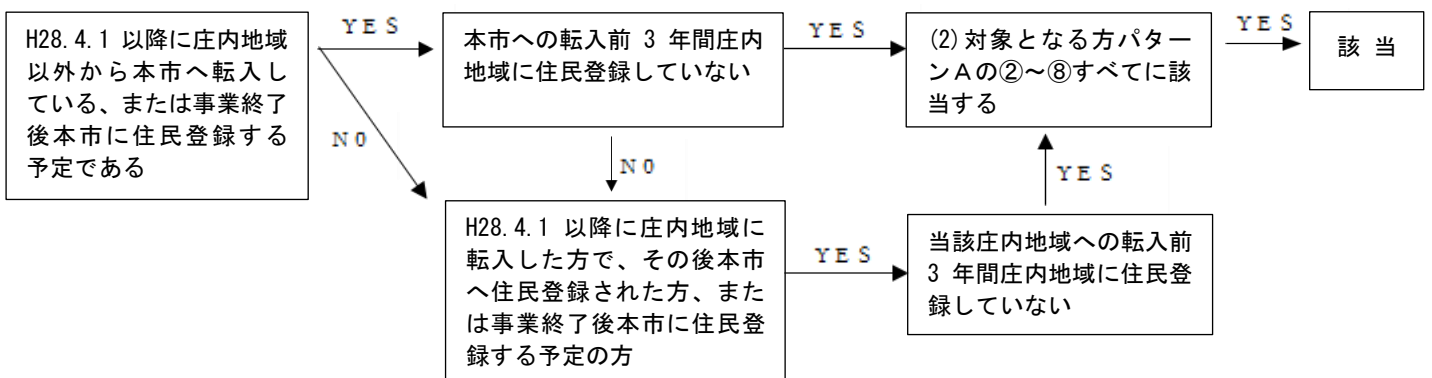 H28.4.1 以降に庄内地域
以外から本市へ転入し
ている、または事業終了
後本市に住民登録する
予定である
YES
NO
本市への転入前 3 年間庄内
地域に住民登録していない
YES
NO
(2)対象となる方パター
ンAの②～⑧すべてに該
当する
YES
該 当
H28.4.1 以降に庄内地域に
転入した方で、その後本市
へ住民登録された方、また
は事業終了後本市に住民登
録する予定の方
YES
当該庄内地域への転入前
3 年間庄内地域に住民登
録していない
YES